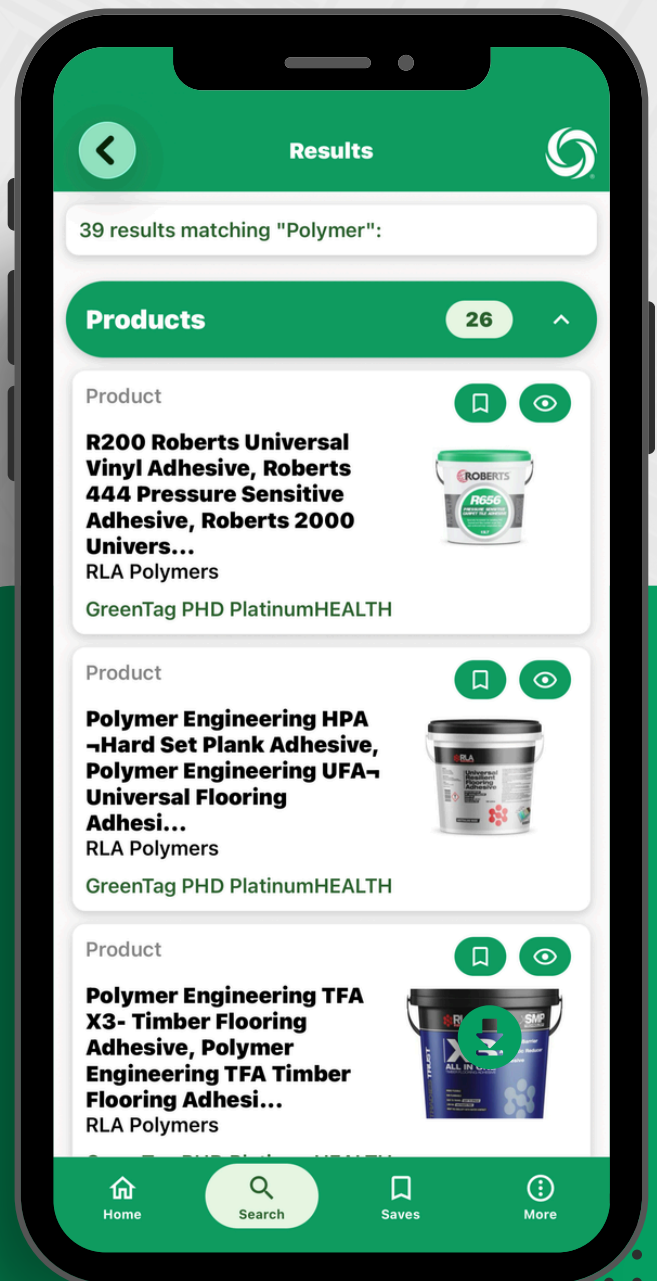 Results
39 results matching "Polymer":
Products
26
Product
R200 Roberts Universal
Vinyl Adhesive, Roberts
444 Pressure Sensitive
Adhesive, Roberts 2000
Univers...
RLA Polymers
GreenTag PHD PlatinumHEALTH
ROBERTS
R656
Product
Polymer Engineering HPA
¬Hard Set Plank Adhesive,
Polymer Engineering UFA¬
Universal Flooring
Adhesi...
RLA Polymers
GreenTag PHD PlatinumHEALTH
RLA
Universal
Resilient
Flooring
Adhesive
Product
Polymer Engineering TFA
X3- Timber Flooring
Adhesive, Polymer
Engineering TFA Timber
Flooring Adhesi...
RLA Polymers
SMP
ALL IN
Home
Search
Saves
More